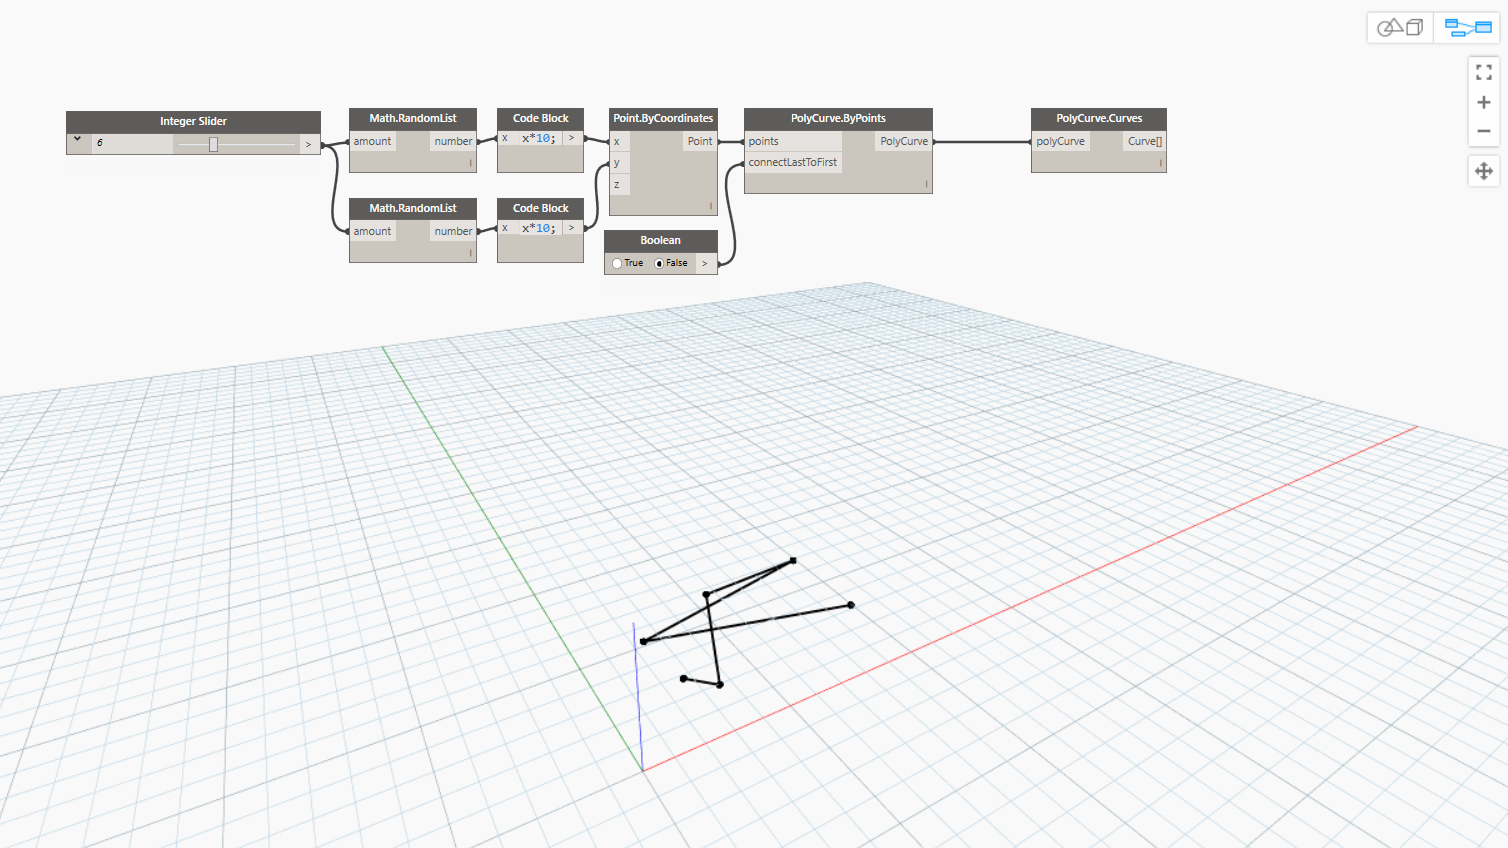 Integer Slider
6 >
Math.RandomList
amount number
|
Code Block
x x*10; >
Point.ByCoordinates
x Point
y
z
|
PolyCurve.ByPoints
points PolyCurve
connectLastToFirst
|
PolyCurve.Curves
polyCurve Curve[]
|
Math.RandomList
amount number
|
Code Block
x x*10; >
Boolean
True False >